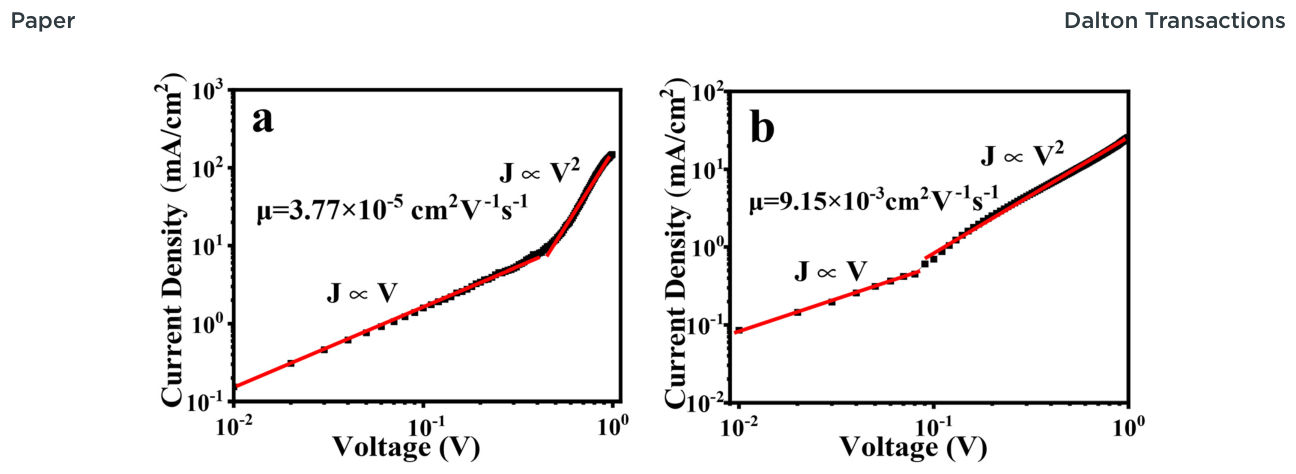 Paper
Dalton Transactions
a
J ∝ V²
μ=3.77×10⁻⁵ cm²V⁻¹s⁻¹
J ∝ V
Current Density (mA/cm²)
10³
10²
10¹
10⁰
10⁻¹
10⁻²
10⁻¹
10⁰
Voltage (V)
b
J ∝ V²
μ=9.15×10⁻³cm²V⁻¹s⁻¹
J ∝ V
Current Density (mA/cm²)
10²
10¹
10⁰
10⁻¹
10⁻²
10⁻²
10⁻¹
10⁰
Voltage (V)